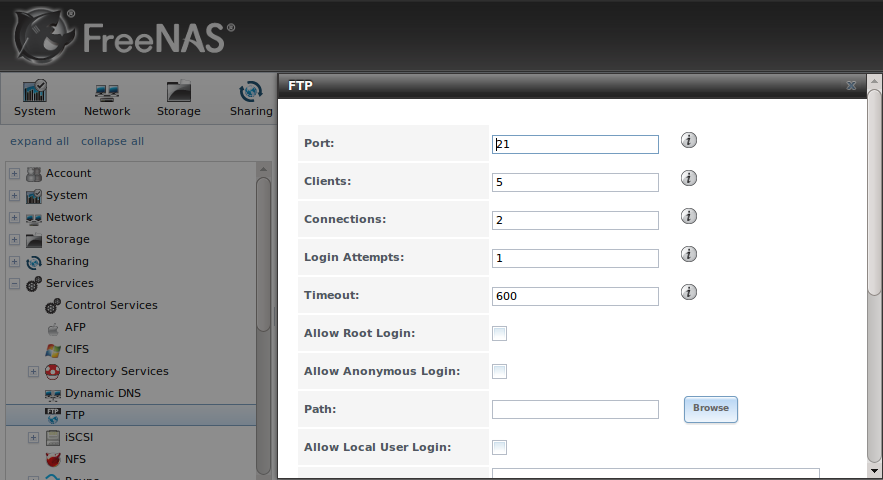 FreeNAS®
System
Network
Storage
Sharing
expand all collapse all
Account
System
Network
Storage
Sharing
Services
Control Services
AFP
CIFS
Directory Services
Dynamic DNS
FTP
iSCSI
NFS
FTP
Port: 21
Clients: 5
Connections: 2
Login Attempts: 1
Timeout: 600
Allow Root Login:
Allow Anonymous Login:
Path: Browse
Allow Local User Login: